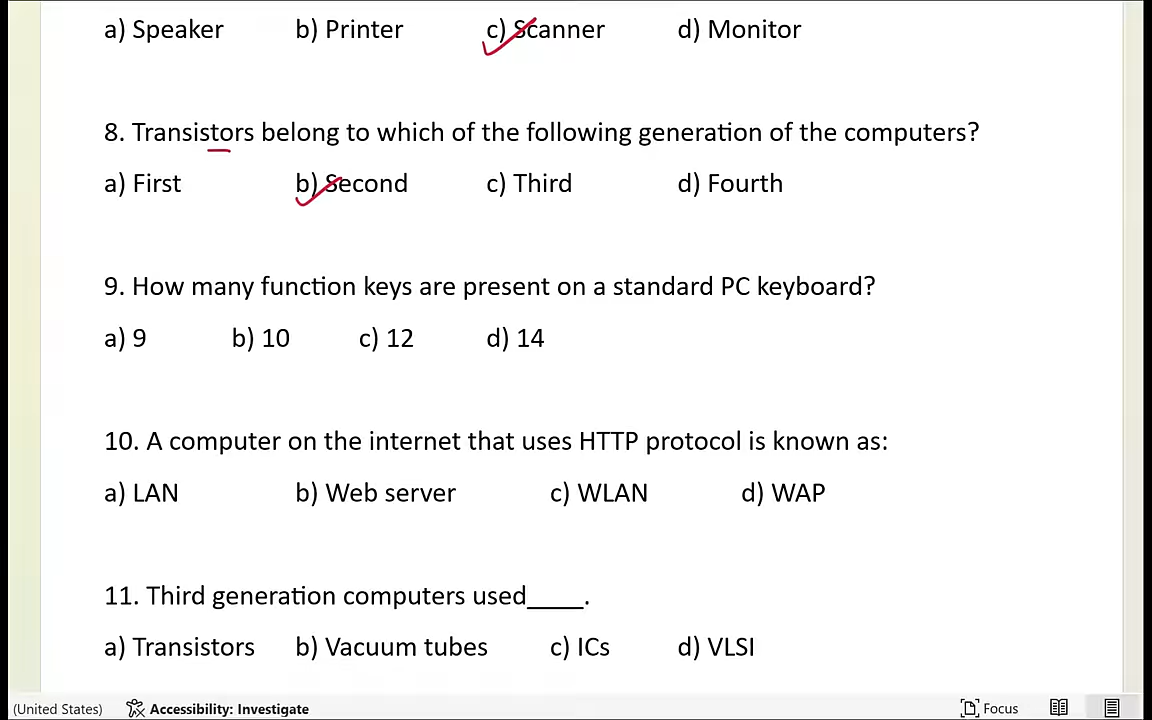 a) Speaker b) Printer c) Scanner d) Monitor
8. Transistors belong to which of the following generation of the computers?
a) First b) Second c) Third d) Fourth
9. How many function keys are present on a standard PC keyboard?
a) 9 b) 10 c) 12 d) 14
10. A computer on the internet that uses HTTP protocol is known as:
a) LAN b) Web server c) WLAN d) WAP
11. Third generation computers used____.
a) Transistors b) Vacuum tubes c) ICs d) VLSI
(United States) Accessibility: Investigate Focus